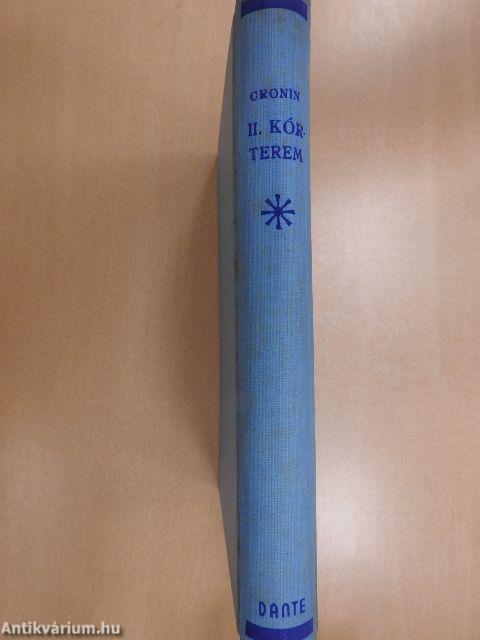 CRONIN
II. KÓR-
TEREM
DANTE
Antikvárium.hu